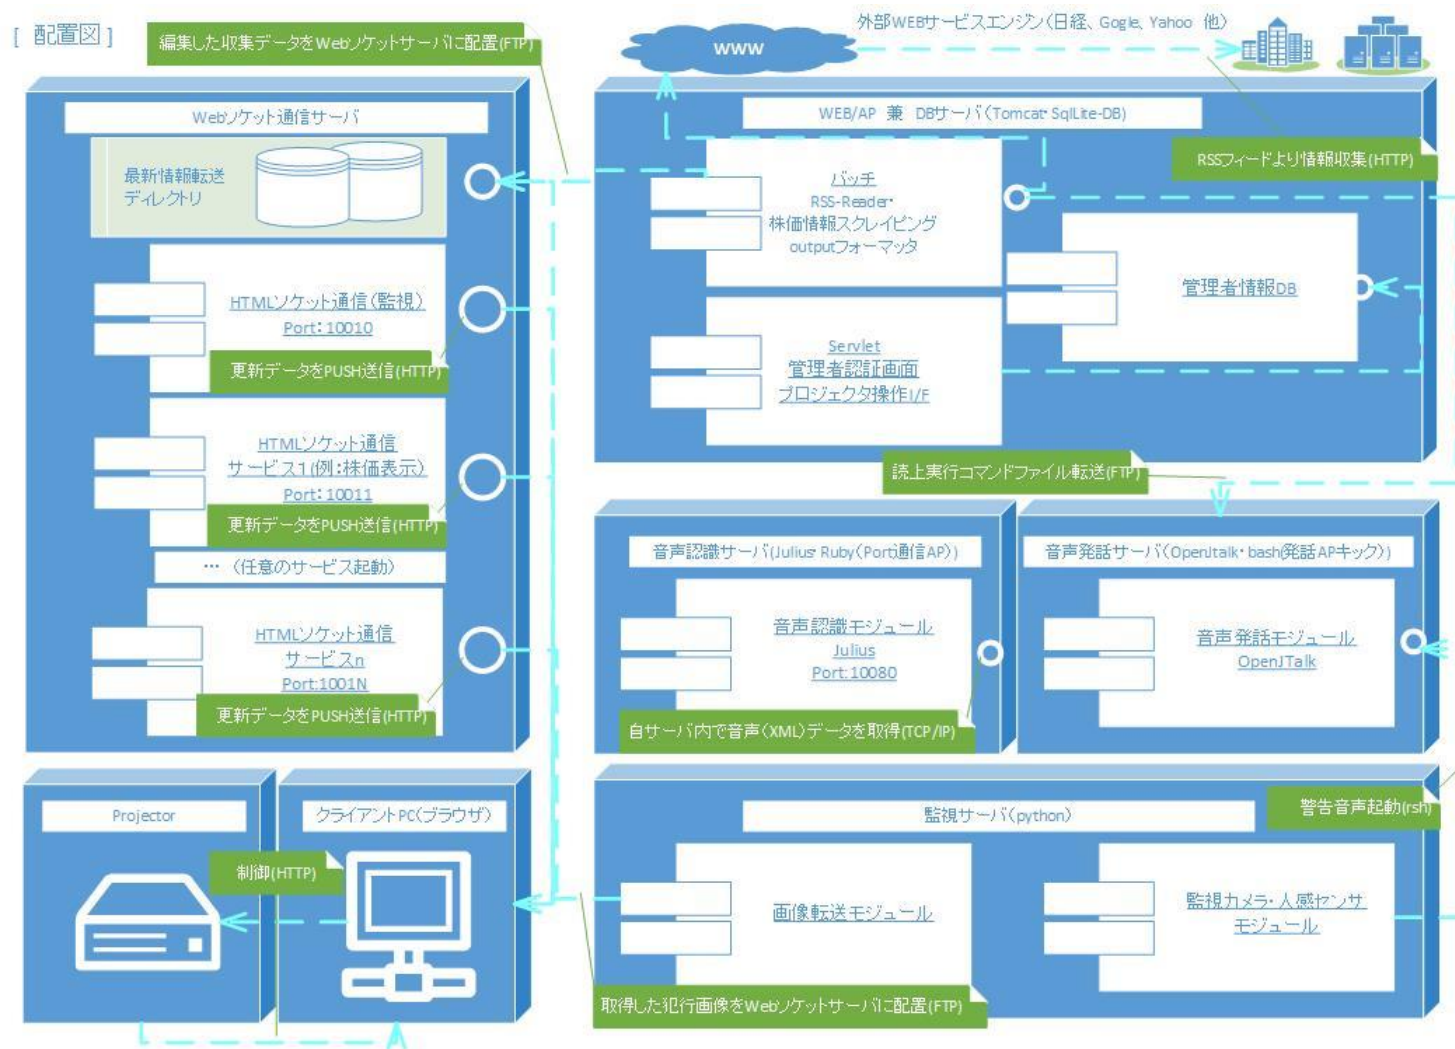 [ 配置図 ]
編集した収集データをWebソケットサーバに配置(FTP)
www
外部WEBサービスエンジン(日経、Gogle、Yahoo 他)
Webソケット通信サーバ
最新情報転送
ディレクトリ
HTMLソケット通信(監視)
Port：10010
更新データをPUSH送信(HTTP)
HTMLソケット通信
サービス1(例：株価表示)
Port：10011
更新データをPUSH送信(HTTP)
… (任意のサービス起動)
HTMLソケット通信
サービスn
Port:1001N
更新データをPUSH送信(HTTP)
WEB/AP 兼 DBサーバ(Tomcat・SqlLite-DB)
RSSフィードより情報収集(HTTP)
バッチ
RSS-Reader・
株価情報スクレイピング
outputフォーマッタ
管理者情報DB
Servlet
管理者認証画面
プロジェクタ操作I/F
読上実行コマンドファイル転送(FTP)
音声認識サーバ(Julius・Ruby(Port通信AP))
音声認識モジュール
Julius
Port:10080
自サーバ内で音声(XML)データを取得(TCP/IP)
音声発話サーバ(OpenJtalk・bash(発話APキック))
音声発話モジュール
OpenJTalk
Projector
クライアントPC(ブラウザ)
制御(HTTP)
監視サーバ(python)
警告音声起動(rsh)
画像転送モジュール
監視カメラ・人感センサ
モジュール
取得した犯行画像をWebソケットサーバに配置(FTP)